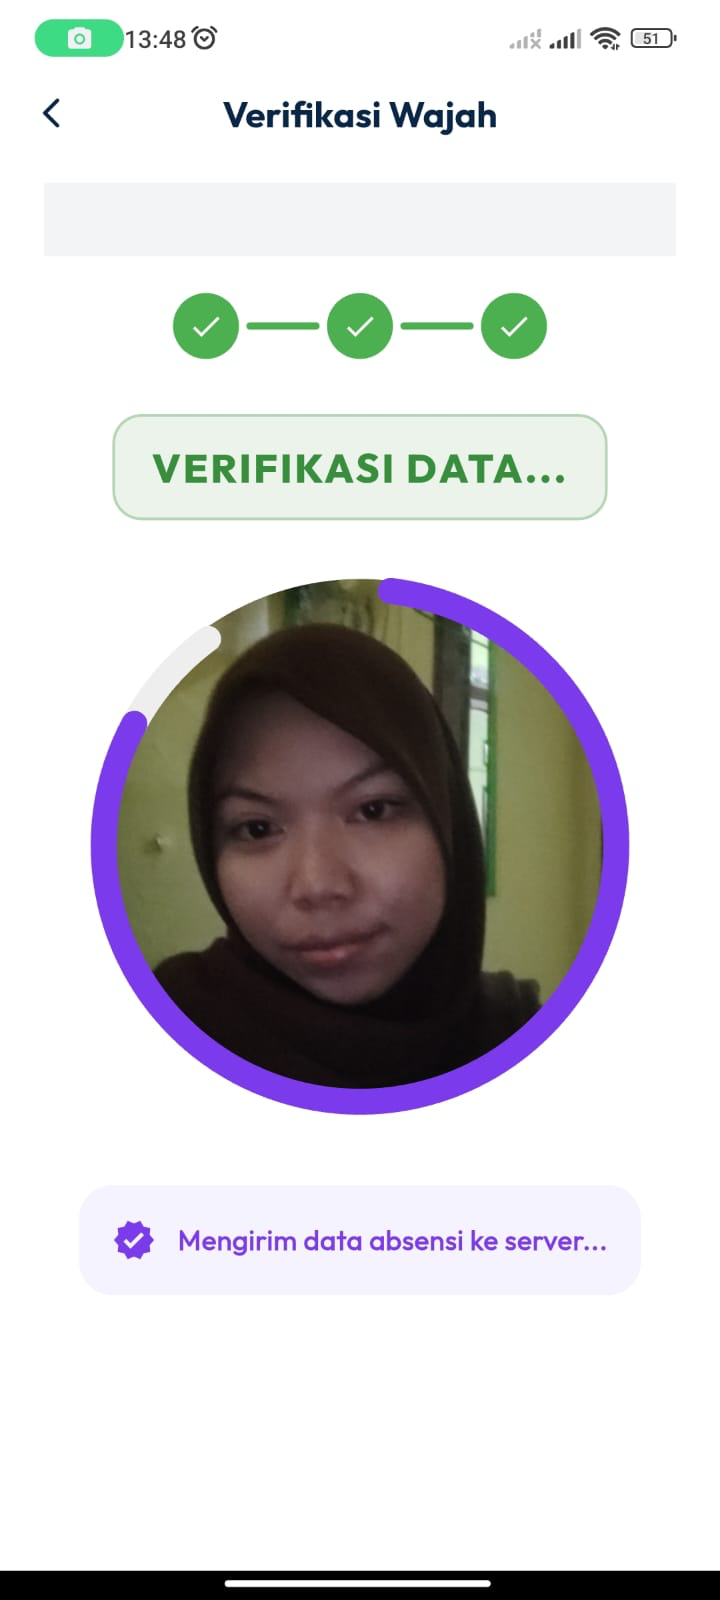 13:48
51
Verifikasi Wajah
VERIFIKASI DATA...
Mengirim data absensi ke server...